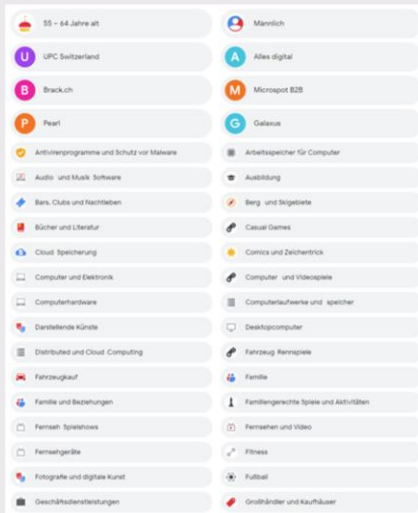 55 – 64 Jahre alt
Männlich
U
UPC Switzerland
A
Alles digital
B
Brack.ch
M
Microspot B2B
P
Pearl
G
Galaxus
Antivirenprogramme und Schutz vor Malware
Arbeitsspeicher für Computer
Audio und Musik Software
Ausbildung
Bars, Clubs und Nachtleben
Berg und Skigebiete
Bücher und Literatur
Casual Games
Cloud Speicherung
Comics und Zeichentrick
Computer und Elektronik
Computer und Videospiele
Computerhardware
Computerlaufwerke und speicher
Darstellende Künste
Desktopcomputer
Distributed und Cloud Computing
Fahrzeug Rennspiele
Fahrzeugkauf
Familie
Familie und Beziehungen
Familiengerechte Spiele und Aktivitäten
Fernseh Spielshows
Fernsehen und Video
Fernsehgeräte
Fitness
Fotografie und digitale Kunst
Fußball
Geschäftsdienstleistungen
Großhändler und Kaufhäuser